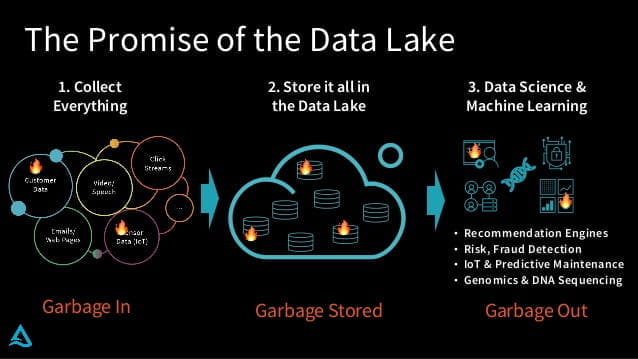 The Promise of the Data Lake
1. Collect
Everything
2. Store it all in
the Data Lake
3. Data Science &
Machine Learning
Customer
Data
Video/
Speech
Click
Streams
...
Emails/
Web Pages
Sensor
Data (IoT)
• Recommendation Engines
• Risk, Fraud Detection
• IoT & Predictive Maintenance
• Genomics & DNA Sequencing
Garbage In
Garbage Stored
Garbage Out